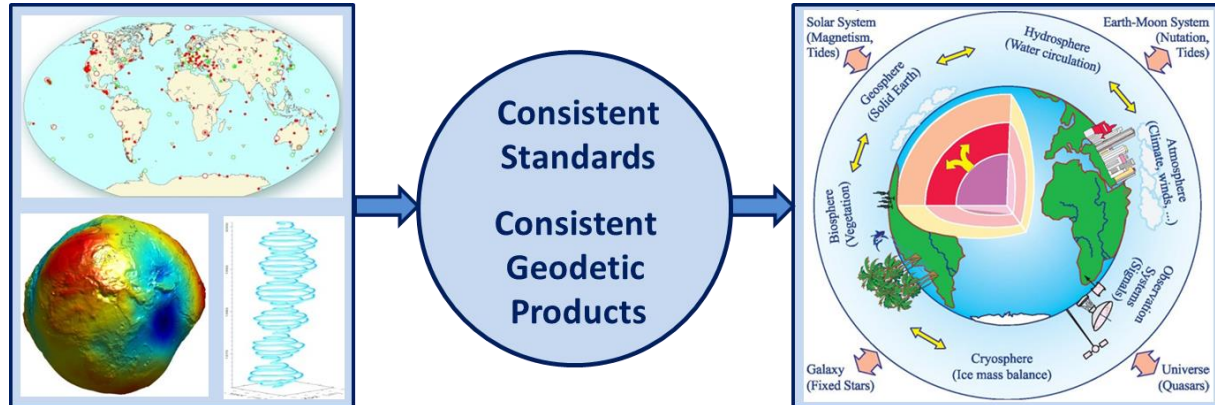 Consistent
Standards
Consistent
Geodetic
Products
Solar System
(Magnetism,
Tides)
Earth-Moon System
(Nutation,
Tides)
Hydrosphere
(Water circulation)
Geosphere
(Solid Earth)
Atmosphere
(Climate, winds, ...)
Biosphere
(Vegetation)
Observation
Systems
(Signals)
Cryosphere
(Ice mass balance)
Galaxy
(Fixed Stars)
Universe
(Quasars)